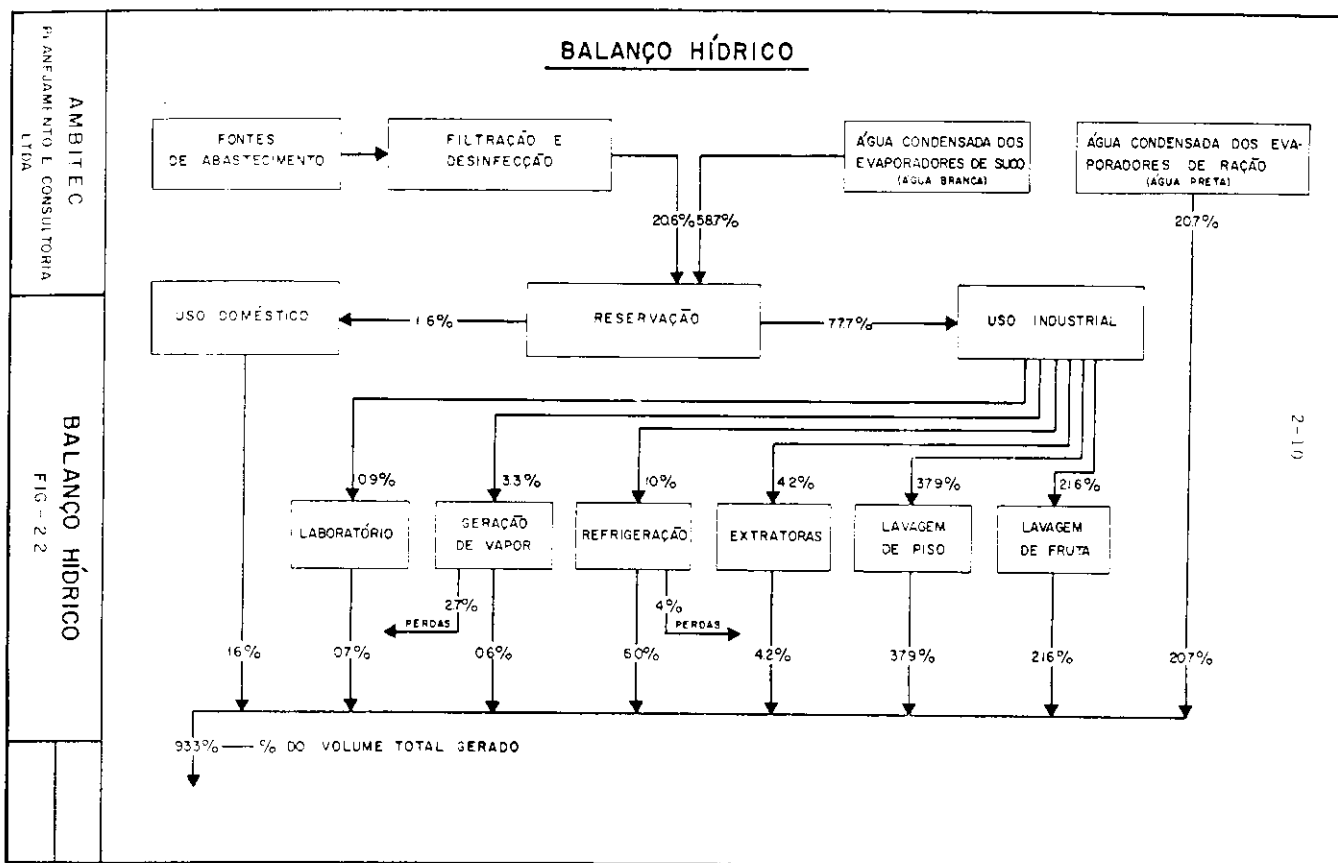 BALANÇO HÍDRICO
FONTES
DE ABASTECIMENTO
FILTRAÇÃO E
DESINFECÇÃO
ÁGUA CONDENSADA DOS
EVAPORADORES DE SUCO
(ÁGUA BRANCA)
ÁGUA CONDENSADA DOS EVA-
PORADORES DE RAÇÃO
(ÁGUA PRETA)
20.6% 58.7%
20.7%
USO DOMÉSTICO
1.6%
RESERVAÇÃO
77.7%
USO INDUSTRIAL
0.9%
3.3%
10%
4.2%
37.9%
21.6%
LABORATÓRIO
GERAÇÃO
DE VAPOR
REFRIGERAÇÃO
EXTRATORAS
LAVAGEM
DE PISO
LAVAGEM
DE FRUTA
2.7%
PERDAS
4%
PERDAS
1.6%
0.7%
0.6%
6.0%
4.2%
37.9%
21.6%
20.7%
93.3% — % DO VOLUME TOTAL GERADO
AMBITEC
PLANEJAMENTO E CONSULTORIA
LTDA
BALANÇO HÍDRICO
FIG-2.2
2-10